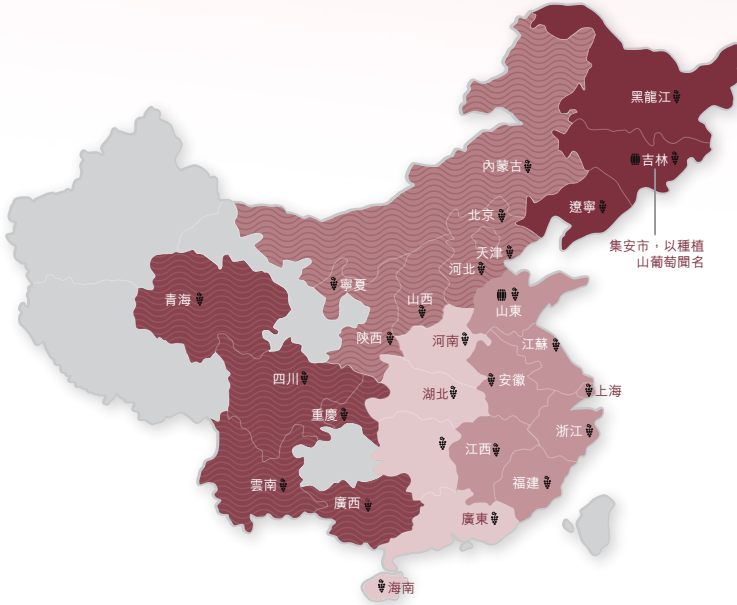 黑龍江
吉林
內蒙古
遼寧
北京
集安市，以種植
山葡萄聞名
天津
河北
寧夏
青海
山西
山東
陝西
河南
江蘇
四川
安徽
湖北
上海
重慶
浙江
江西
雲南
福建
廣西
廣東
海南